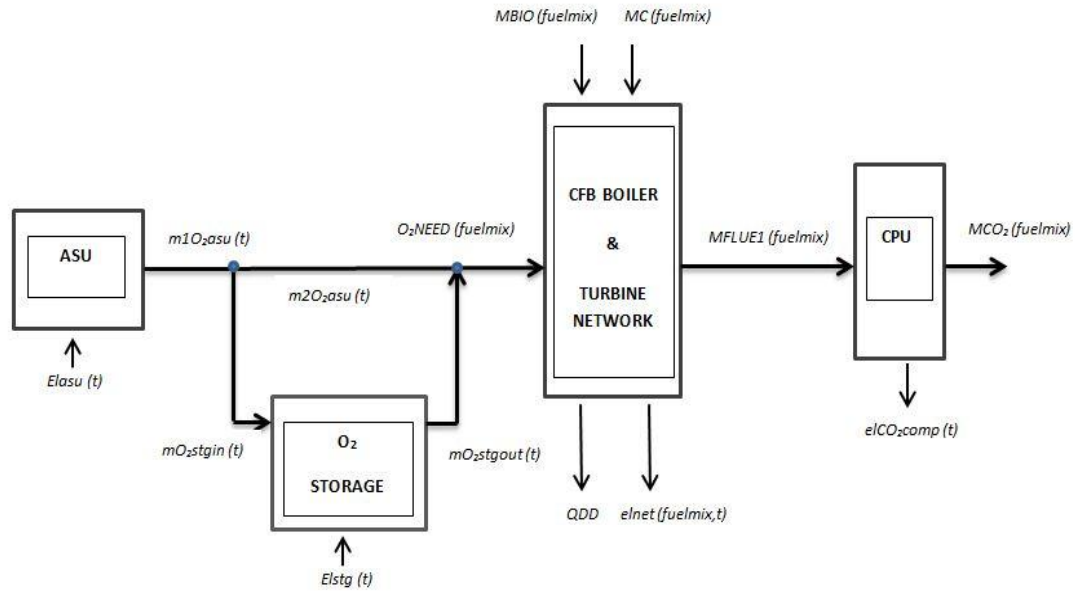 MBIO (fuelmix)
MC (fuelmix)
ASU
m1O₂asu (t)
m2O₂asu (t)
O₂NEED (fuelmix)
CFB BOILER
&
TURBINE
NETWORK
MFLUE1 (fuelmix)
CPU
MCO₂ (fuelmix)
Elasu (t)
mO₂stgin (t)
O₂
STORAGE
mO₂stgout (t)
Elstg (t)
QDD
elnet (fuelmix,t)
elCO₂comp (t)